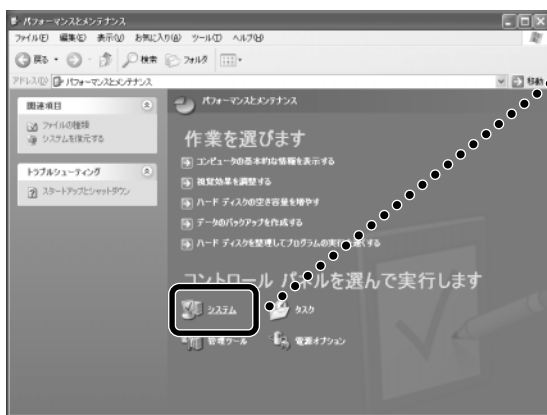 パフォーマンスとメンテナンス
ファイル(F) 編集(E) 表示(V) お気に入り(A) ツール(T) ヘルプ(H)
戻る 検索 フォルダ
アドレス(D) パフォーマンスとメンテナンス 移動
関連項目
ファイルの種類
システムを復元する
トラブルシューティング
スタートアップとシャットダウン
パフォーマンスとメンテナンス
作業を選びます
コンピュータの基本的な情報を表示する
視覚効果を調整する
ハード ディスクの空き容量を増やす
データのバックアップを作成する
ハード ディスクを整理してプログラムの実行を速くする
コントロール パネルを選んで実行します
システム タスク
管理ツール 電源オプション